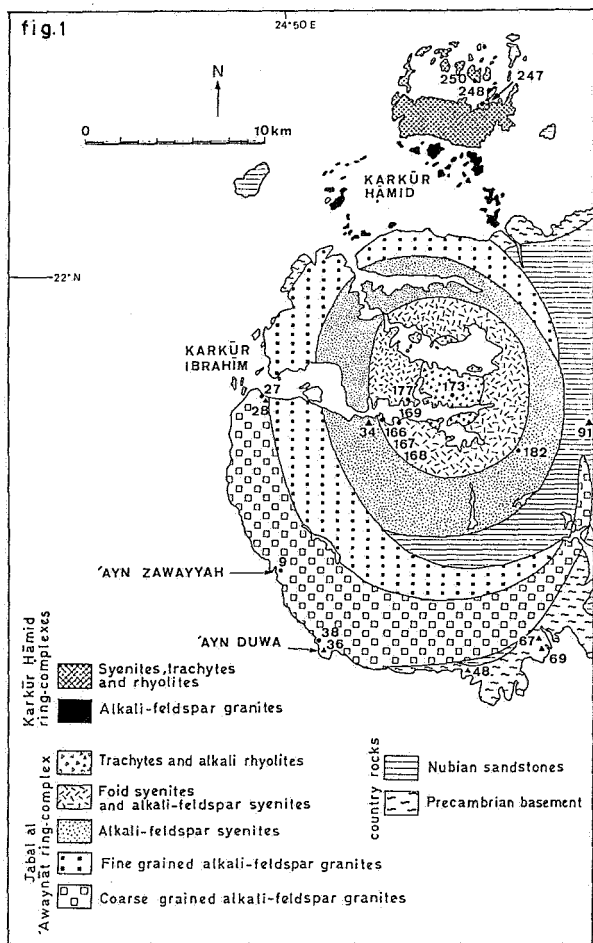 fig.1
24°50 E
N
0 10 km
250
247
248
KARKŪR
ḤĀMID
22°N
KARKŪR
IBRAHĪM
27
28
177
173
169
34
166
167
168
182
91
9
'AYN ZAWAYYAH
'AYN DUWA
38
36
67
69
48
Karkūr Ḥāmid
ring-complexes
Syenites, trachytes
and rhyolites
Alkali-feldspar granites
Jabal al
'Awaynāt ring-complex
Trachytes and alkali rhyolites
Foid syenites
and alkali-feldspar syenites
Alkali-feldspar syenites
Fine grained alkali-feldspar granites
Coarse grained alkali-feldspar granites
country rocks
Nubian sandstones
Precambrian basement